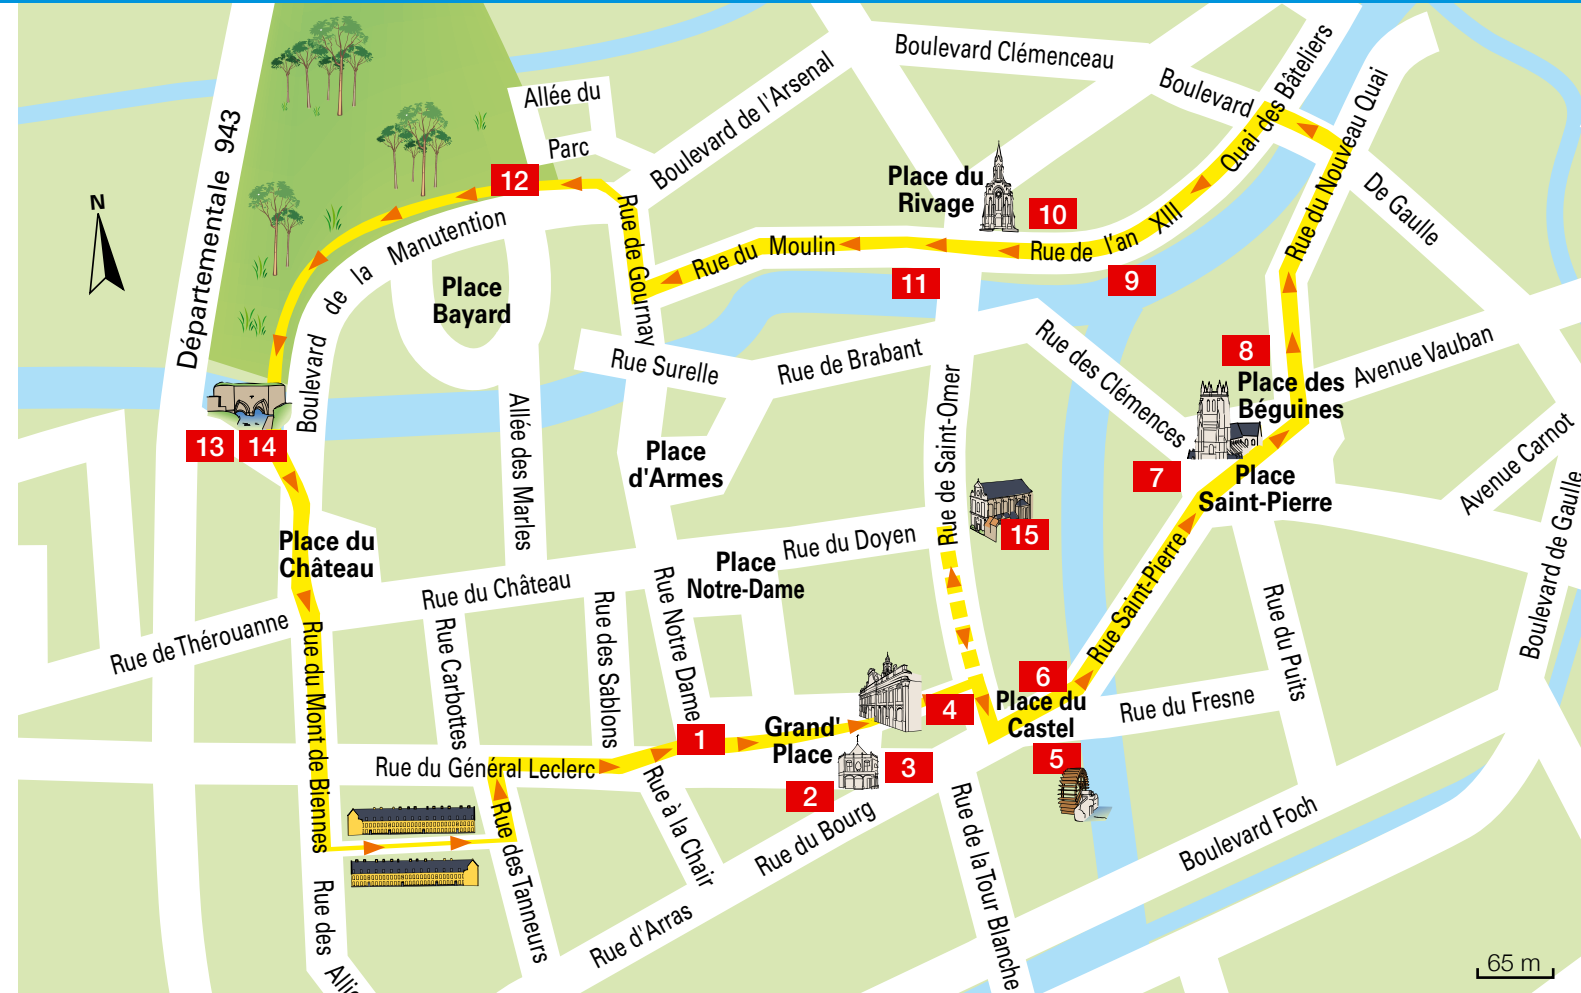 Boulevard Clémenceau
Boulevard
De Gaulle
Quai des Bâteliers
Rue du Nouveau Quai
Allée du
Parc
Boulevard de l'Arsenal
Départementale 943
N
12
Place du
Rivage
10
Rue de l'an XIII
9
11
Rue du Moulin
Rue de Gournay
Boulevard de la Manutention
Place
Bayard
Rue Surelle
Rue de Brabant
Rue des Clémences
8
Place des
Béguines
Avenue Vauban
Avenue Carnot
Boulevard de Gaulle
7
Place
Saint-Pierre
13
14
Allée des Marles
Place
d'Armes
Rue de Saint-Omer
15
Place du
Château
Rue du Doyen
Place
Notre-Dame
Rue du Château
Rue de Thérouanne
Rue Carbottes
Rue des Sablons
Rue Notre Dame
Rue Saint-Pierre
Rue du Puits
6
Place du
Castel
Rue du Fresne
5
4
Grand'
Place
1
2
3
Rue du Général Leclerc
Rue du Mont de Biennes
Rue des Tanneurs
Rue à la Chair
Rue du Bourg
Rue d'Arras
Rue de la Tour Blanche
Boulevard Foch
Rue des
65 m